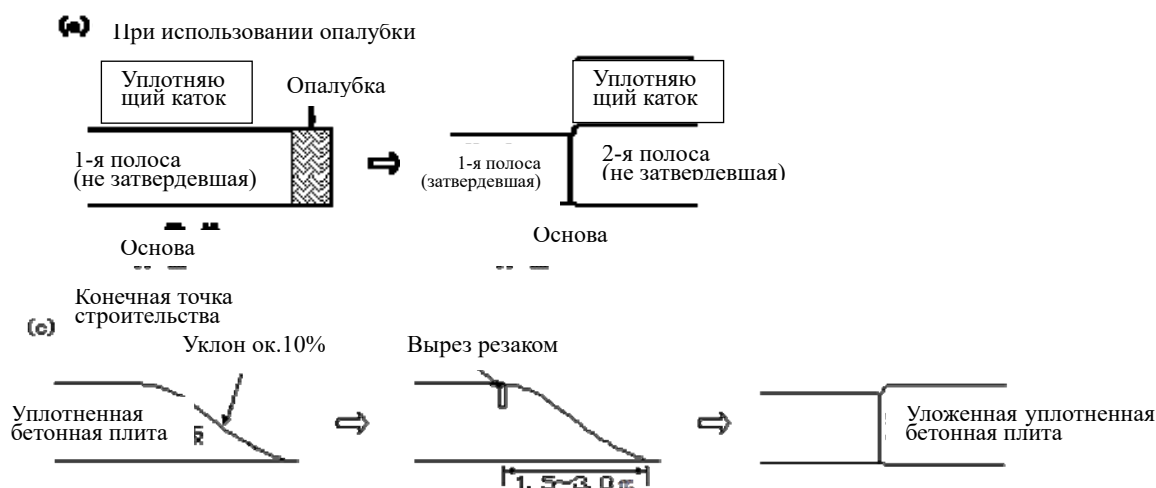 (a) При использовании опалубки
Уплотняю
щий каток
Опалубка
Уплотняю
щий каток
1-я полоса
(не затвердевшая)
1-я полоса
(затвердевшая)
2-я полоса
(не затвердевшая)
Основа
Основа
Конечная точка
строительства
(c)
Уклон ок.10%
Вырез резаком
Уплотненная
бетонная плита
Уложенная уплотненная
бетонная плита
1.5~3.0m